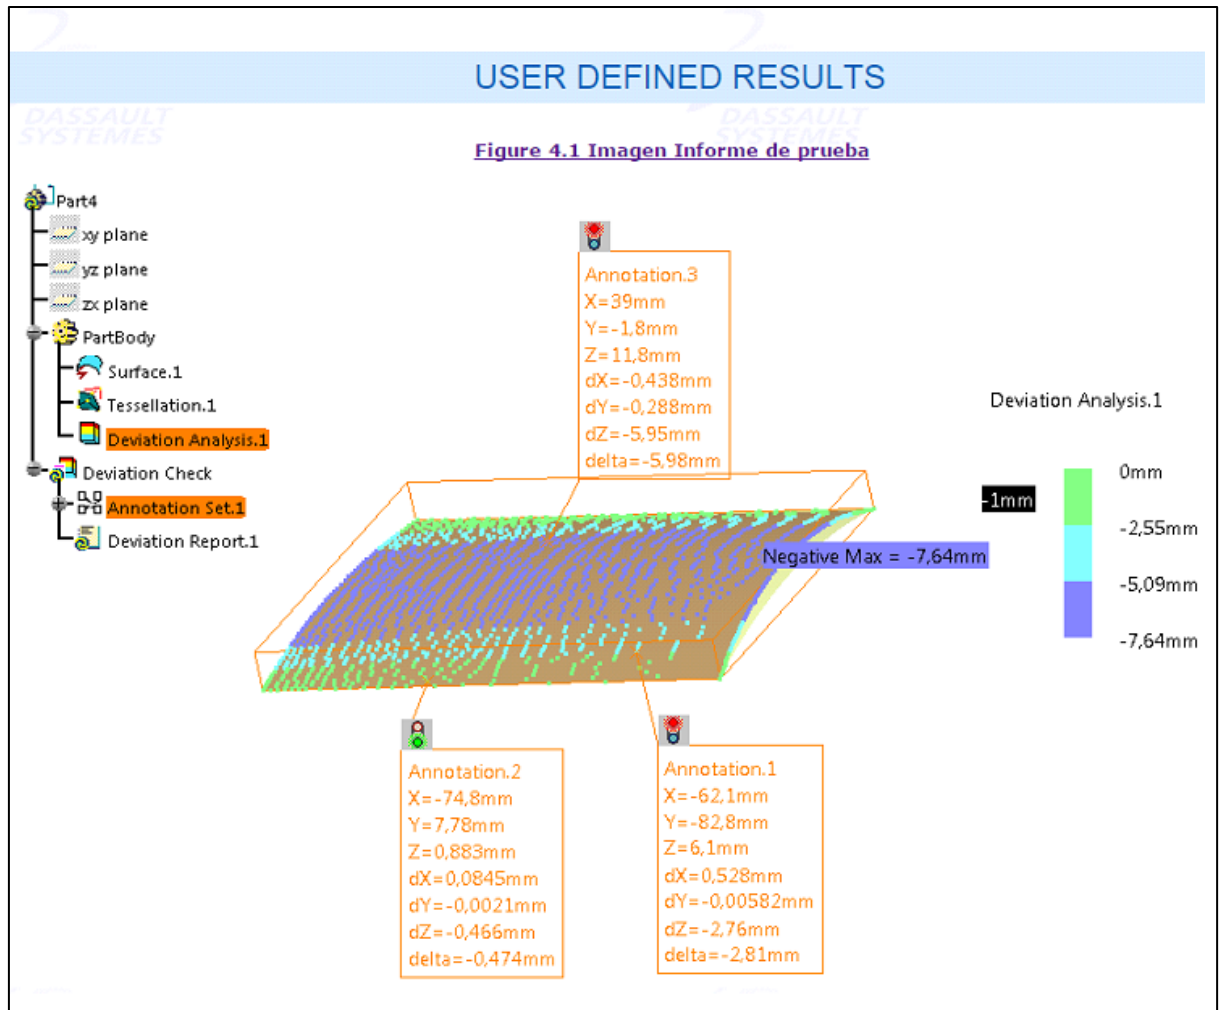 USER DEFINED RESULTS
DASSAULT
SYSTEMES
DASSAULT
SYSTEMES
Figure 4.1 Imagen Informe de prueba
Part4
xy plane
yz plane
zx plane
PartBody
Surface.1
Tessellation.1
Deviation Analysis.1
Deviation Check
Annotation Set.1
Deviation Report.1
Annotation.3
X=39mm
Y=-1,8mm
Z=11,8mm
dX=-0,438mm
dY=-0,288mm
dZ=-5,95mm
delta=-5,98mm
Deviation Analysis.1
0mm
-1mm
-2,55mm
-5,09mm
-7,64mm
Negative Max = -7,64mm
Annotation.2
X=-74,8mm
Y=7,78mm
Z=0,883mm
dX=0,0845mm
dY=-0,0021mm
dZ=-0,466mm
delta=-0,474mm
Annotation.1
X=-62,1mm
Y=-82,8mm
Z=6,1mm
dX=0,528mm
dY=-0,00582mm
dZ=-2,76mm
delta=-2,81mm